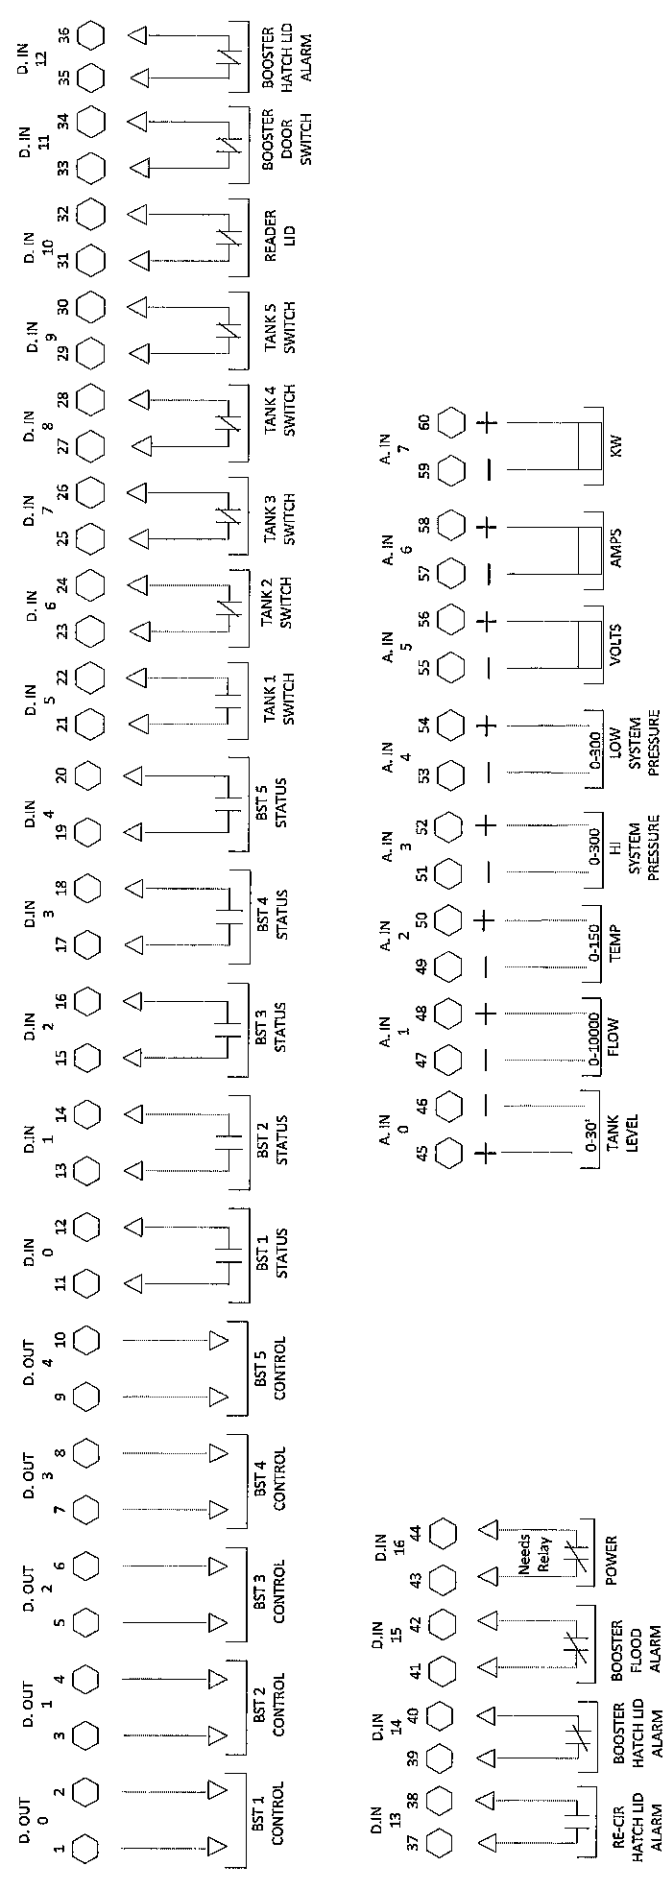 D. OUT
0
1 2
BST 1
CONTROL
D. OUT
1
3 4
BST 2
CONTROL
D. OUT
2
5 6
BST 3
CONTROL
D. OUT
3
7 8
BST 4
CONTROL
D. OUT
4
9 10
BST 5
CONTROL
D.IN
0
11 12
BST 1
STATUS
D.IN
1
13 14
BST 2
STATUS
D.IN
2
15 16
BST 3
STATUS
D.IN
3
17 18
BST 4
STATUS
D.IN
4
19 20
BST 5
STATUS
D. IN
5
21 22
TANK 1
SWITCH
D. IN
6
23 24
TANK 2
SWITCH
D. IN
7
25 26
TANK 3
SWITCH
D. IN
8
27 28
TANK 4
SWITCH
D. IN
9
29 30
TANK 5
SWITCH
D. IN
10
31 32
READER
LID
D. IN
11
33 34
BOOSTER
DOOR
SWITCH
D. IN
12
35 36
BOOSTER
HATCH LID
ALARM
D.IN
13
37 38
RE-CIR
HATCH LID
ALARM
D.IN
14
39 40
BOOSTER
HATCH LID
ALARM
D.IN
15
41 42
BOOSTER
FLOOD
ALARM
D.IN
16
43 44
Needs
Relay
POWER
A. IN
0
45 46
+ −
0-30'
TANK
LEVEL
A. IN
1
47 48
− +
0-10000
FLOW
A. IN
2
49 50
− +
0-150
TEMP
A. IN
3
51 52
− +
0-300
HI
SYSTEM
PRESSURE
A. IN
4
53 54
− +
0-300
LOW
SYSTEM
PRESSURE
A. IN
5
55 56
− +
VOLTS
A. IN
6
57 58
− +
AMPS
A. IN
7
59 60
− +
KW